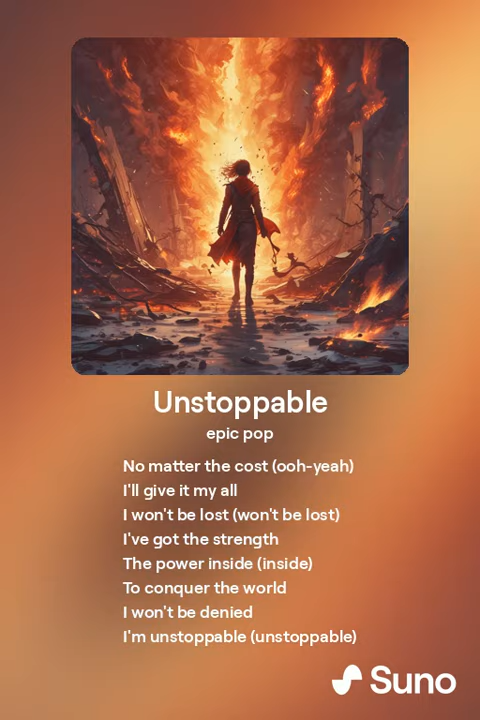 Unstoppable
epic pop
No matter the cost (ooh-yeah)
I'll give it my all
I won't be lost (won't be lost)
I've got the strength
The power inside (inside)
To conquer the world
I won't be denied
I'm unstoppable (unstoppable)
Suno